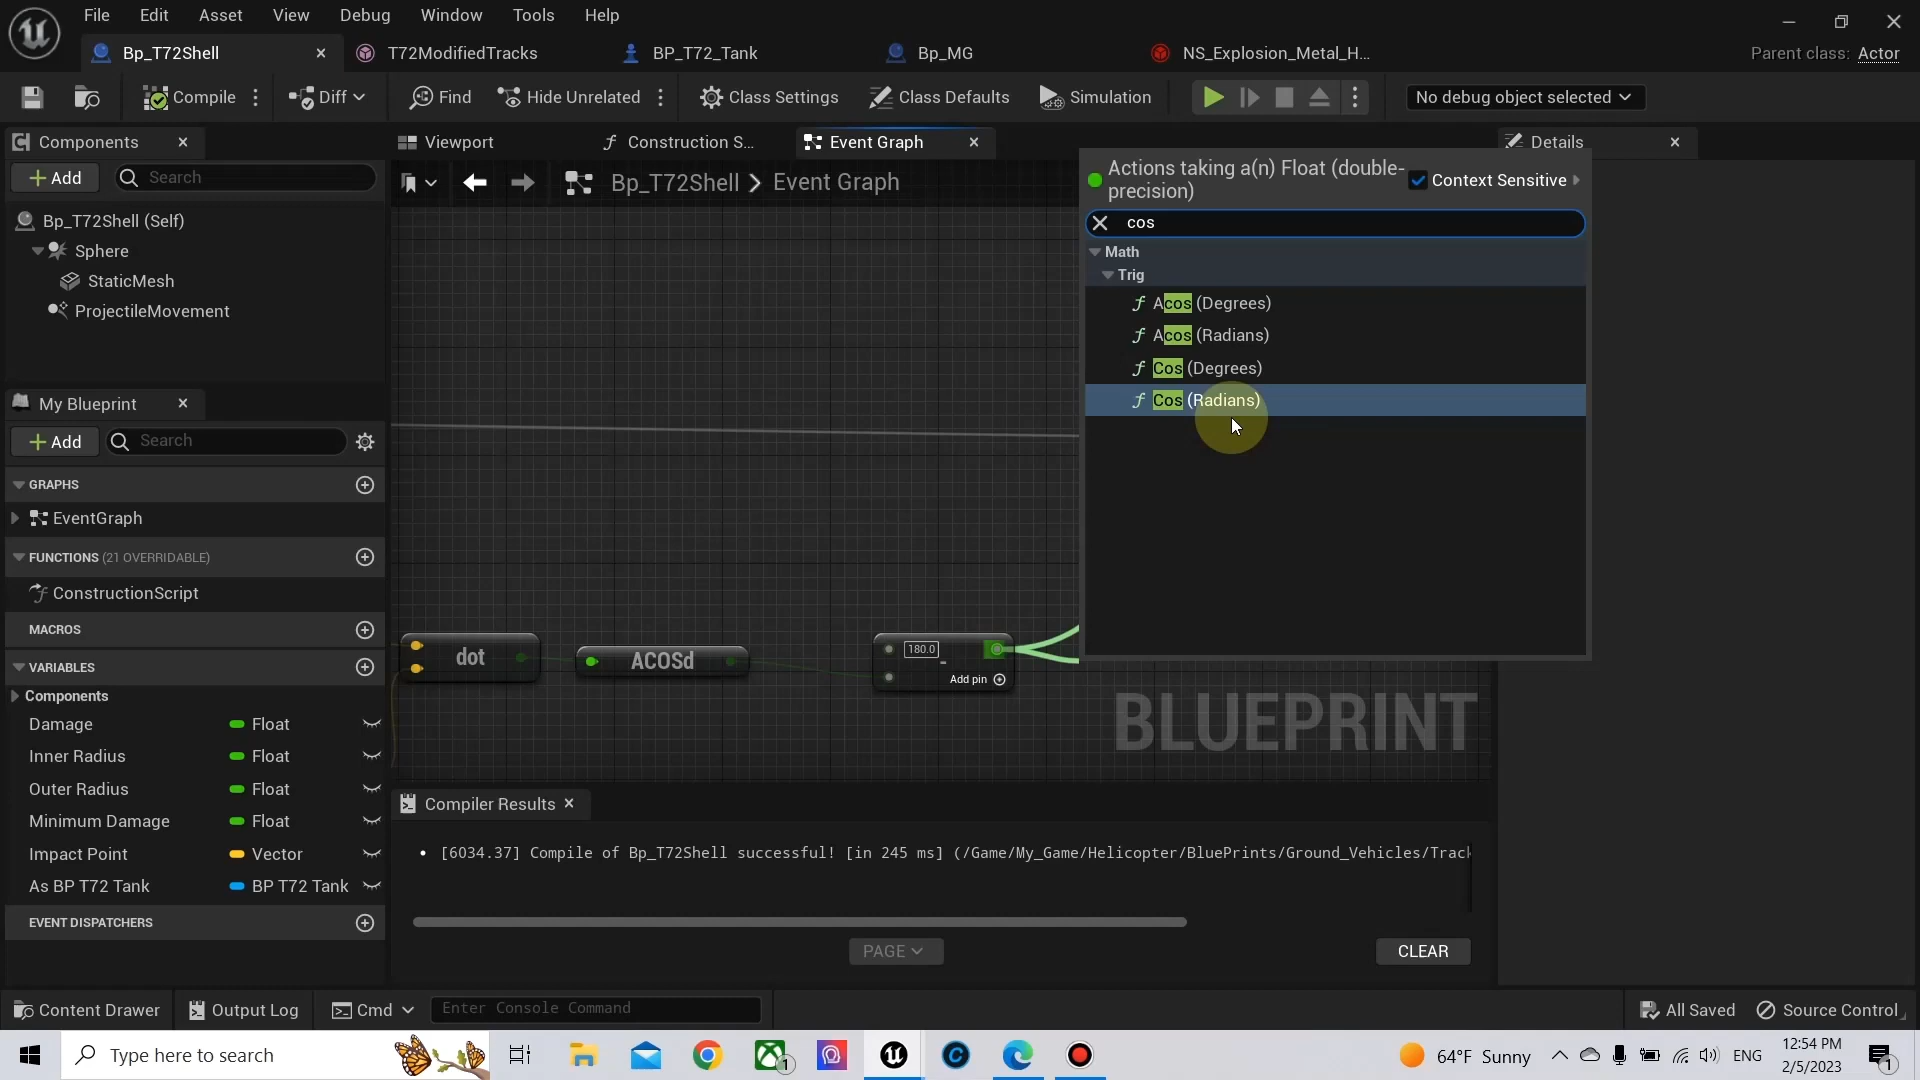 File Edit Asset View Debug Window Tools Help
Bp_T72Shell T72ModifiedTracks BP_T72_Tank Bp_MG NS_Explosion_Metal_H... Parent class: Actor
Compile Diff Find Hide Unrelated Class Settings Class Defaults Simulation No debug object selected
Components Viewport Construction S... Event Graph Details
Add Search
Bp_T72Shell Event Graph
Actions taking a(n) Float (double-precision) Context Sensitive
cos
Math
Trig
Acos (Degrees)
Acos (Radians)
Cos (Degrees)
Cos (Radians)
Bp_T72Shell (Self)
Sphere
StaticMesh
ProjectileMovement
My Blueprint
Add Search
GRAPHS
EventGraph
FUNCTIONS (21 OVERRIDABLE)
ConstructionScript
MACROS
VARIABLES
Components
Damage Float
Inner Radius Float
Outer Radius Float
Minimum Damage Float
Impact Point Vector
As BP T72 Tank BP T72 Tank
EVENT DISPATCHERS
dot ACOSd 180.0 - Add pin
BLUEPRINT
Compiler Results
[6034.37] Compile of Bp_T72Shell successful! [in 245 ms] (/Game/My_Game/Helicopter/BluePrints/Ground_Vehicles/Track
PAGE CLEAR
Content Drawer Output Log Cmd Enter Console Command All Saved Source Control
Type here to search 1 64°F Sunny ENG 12:54 PM
2/5/2023 1